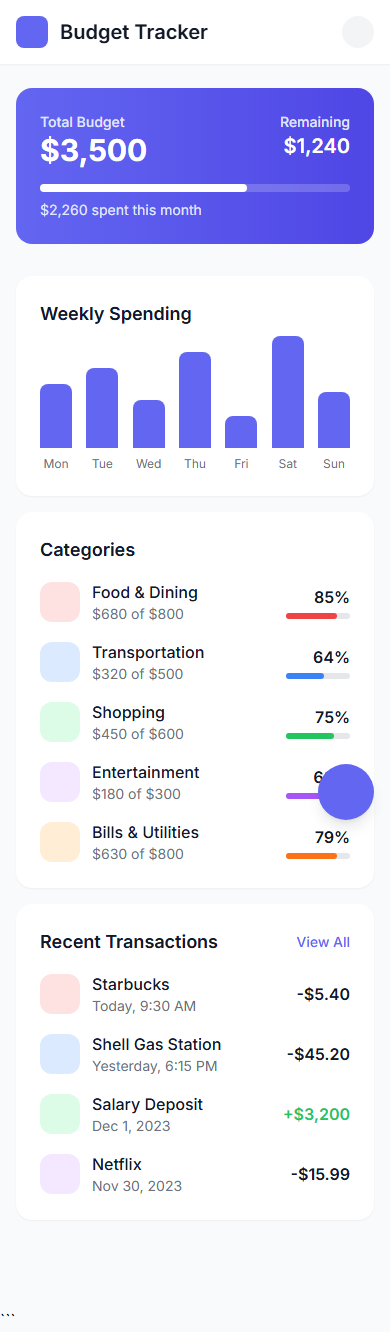 Budget Tracker
Total Budget
Remaining
$3,500
$1,240
$2,260 spent this month
Weekly Spending
Mon Tue Wed Thu Fri Sat Sun
Categories
Food & Dining
85%
$680 of $800
Transportation
64%
$320 of $500
Shopping
75%
$450 of $600
Entertainment
$180 of $300
Bills & Utilities
79%
$630 of $800
Recent Transactions
View All
Starbucks
-$5.40
Today, 9:30 AM
Shell Gas Station
-$45.20
Yesterday, 6:15 PM
Salary Deposit
+$3,200
Dec 1, 2023
Netflix
-$15.99
Nov 30, 2023
```